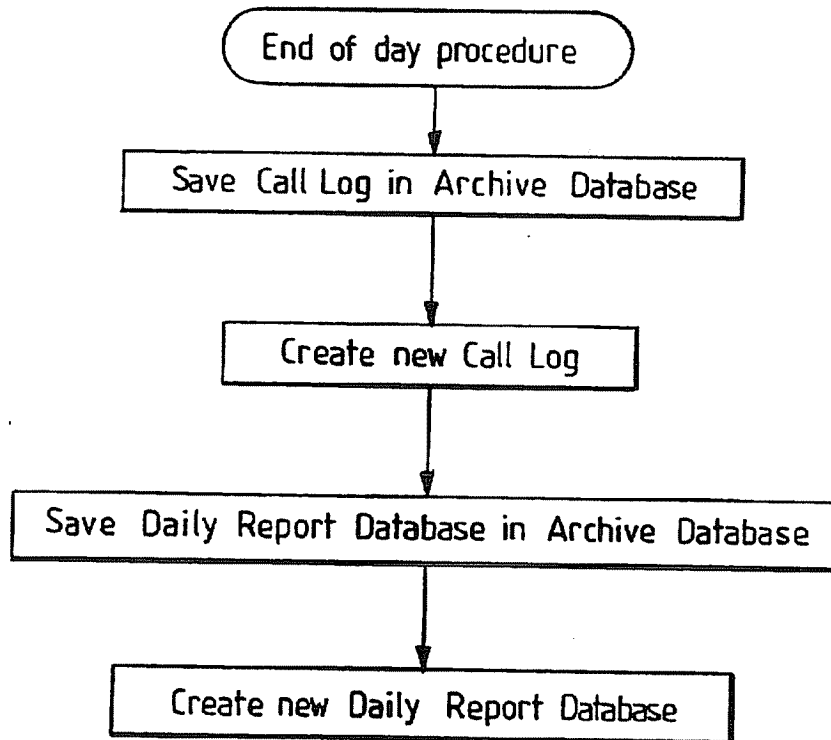 End of day procedure
Save Call Log in Archive Database
Create new Call Log
Save Daily Report Database in Archive Database
Create new Daily Report Database